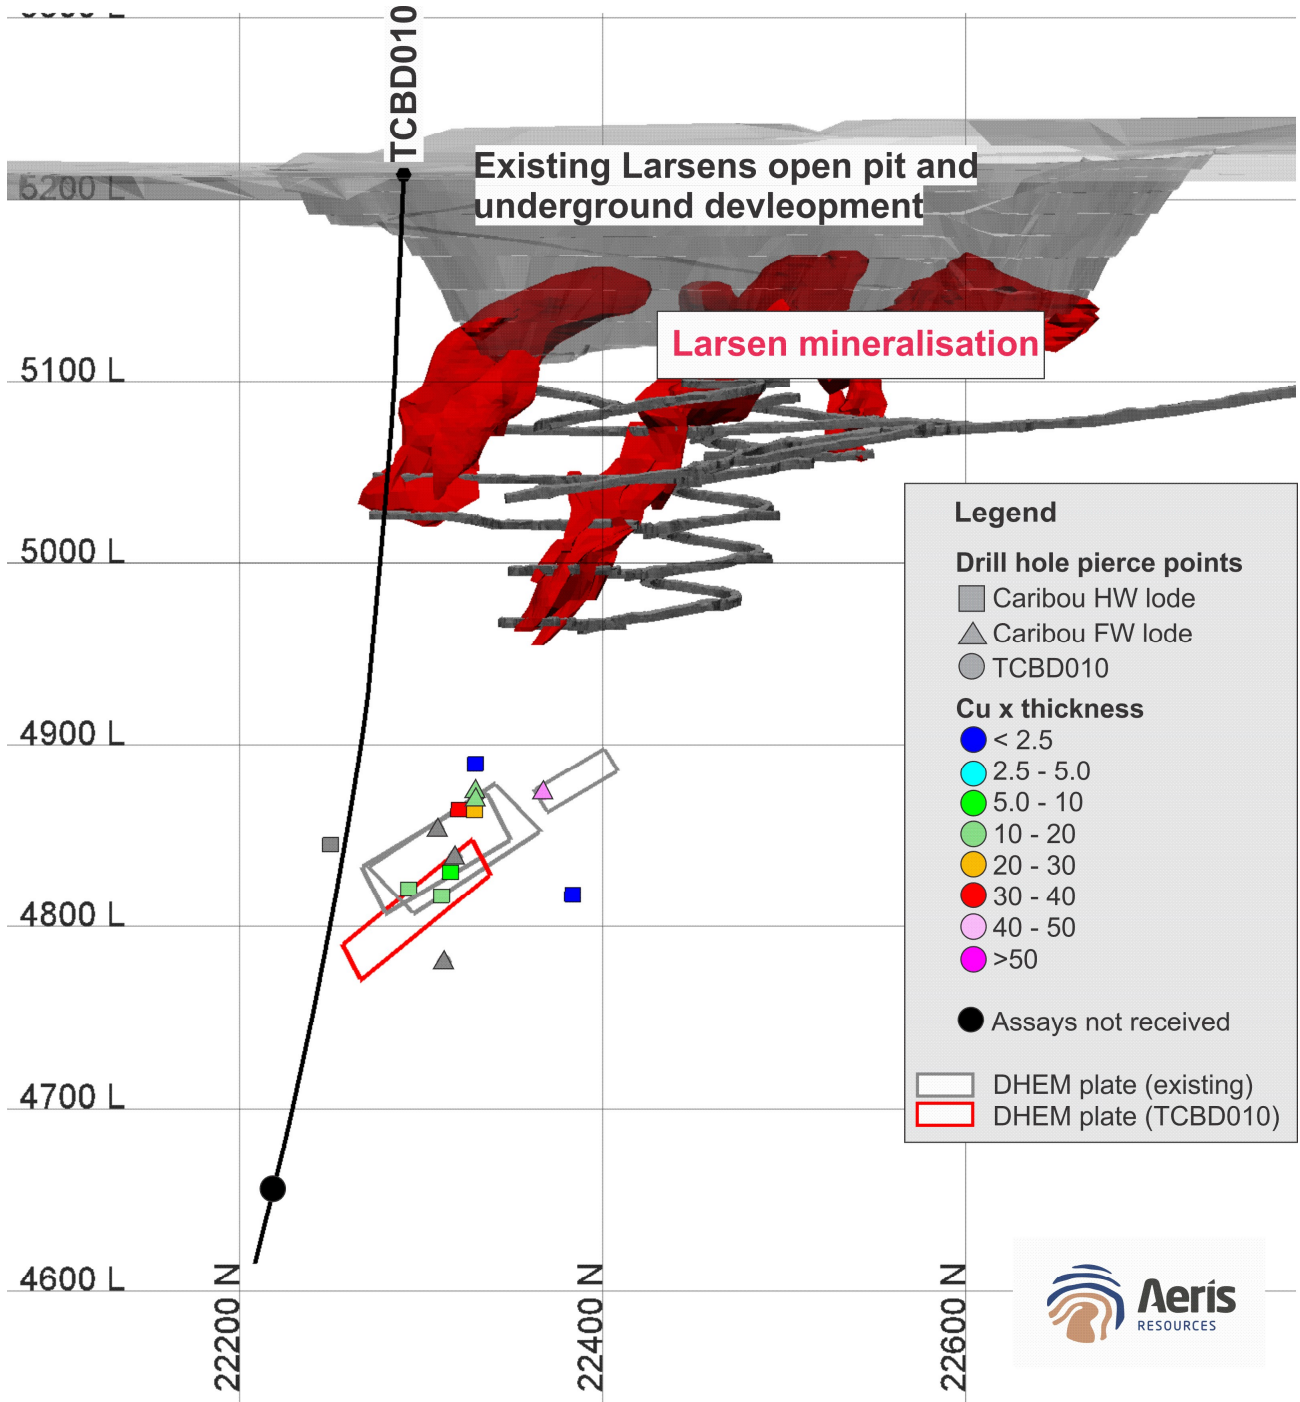 TCBD010
Existing Larsens open pit and
underground devleopment
5200 L
Larsen mineralisation
5100 L
5000 L
4900 L
4800 L
4700 L
4600 L
22200 N
22400 N
22600 N
Legend
Drill hole pierce points
Caribou HW lode
Caribou FW lode
TCBD010
Cu x thickness
< 2.5
2.5 - 5.0
5.0 - 10
10 - 20
20 - 30
30 - 40
40 - 50
>50
Assays not received
DHEM plate (existing)
DHEM plate (TCBD010)
Aeris
RESOURCES